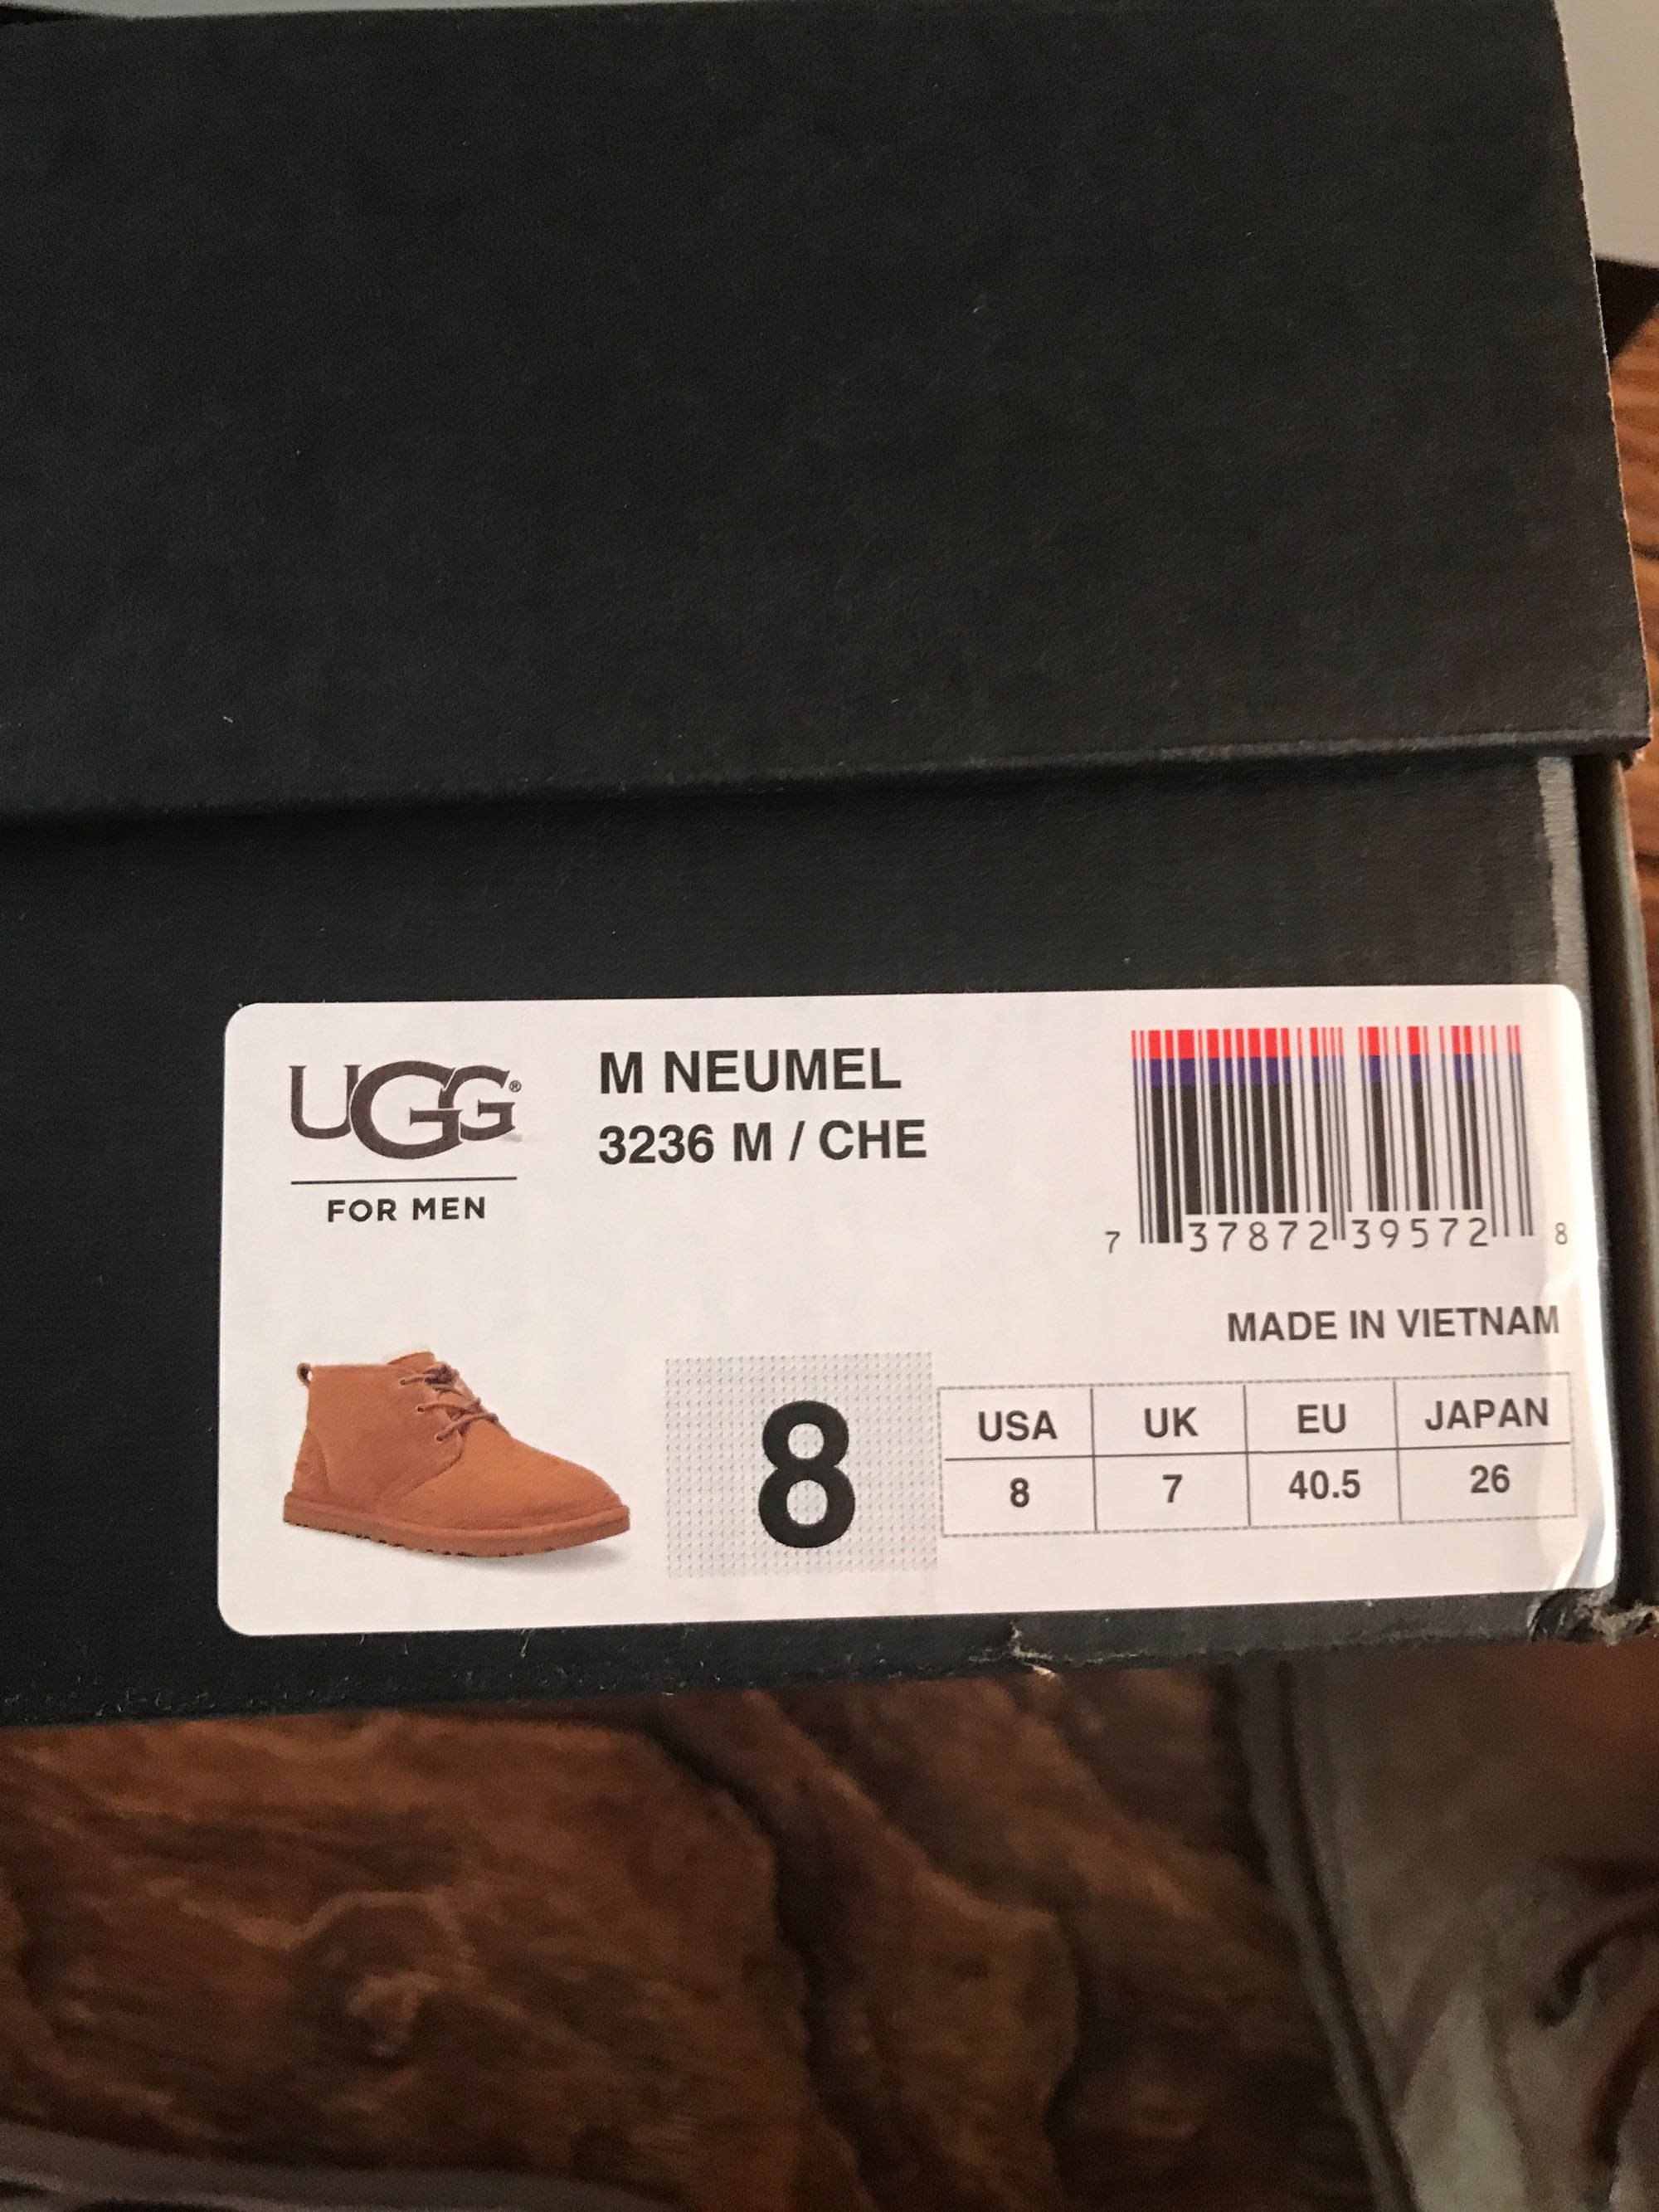 UGG®
FOR MEN
M NEUMEL
3236 M / CHE
7 37872 39572 8
MADE IN VIETNAM
8
USA UK EU JAPAN
8 7 40.5 26